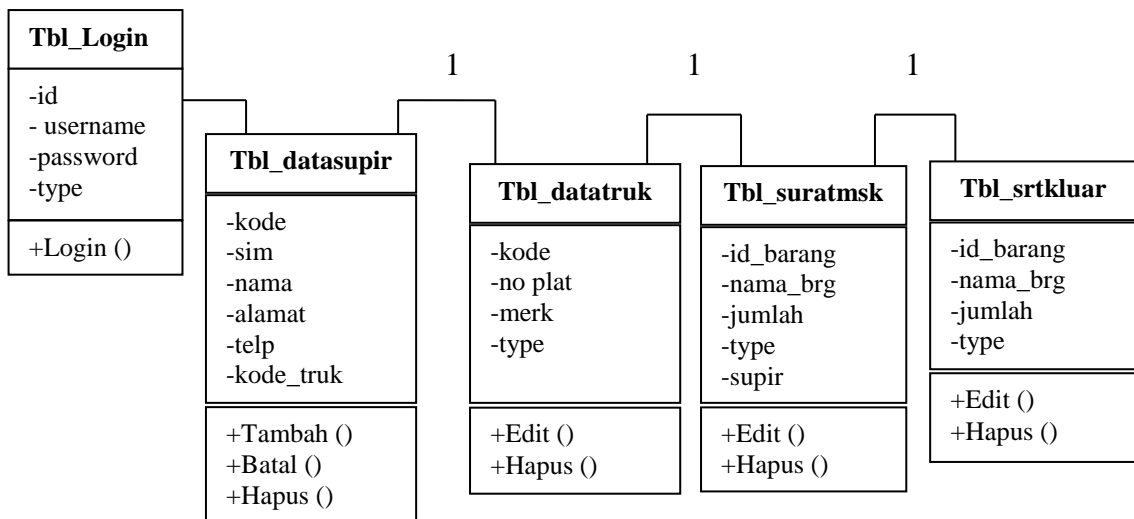 Tbl_Login
-id
- username
-password
-type
+Login ()
Tbl_datasupir
-kode
-sim
-nama
-alamat
-telp
-kode_truk
+Tambah ()
+Batal ()
+Hapus ()
1
Tbl_datatruk
-kode
-no plat
-merk
-type
+Edit ()
+Hapus ()
1
Tbl_suratmsk
-id_barang
-nama_brg
-jumlah
-type
-supir
+Edit ()
+Hapus ()
1
Tbl_srtkluar
-id_barang
-nama_brg
-jumlah
-type
+Edit ()
+Hapus ()